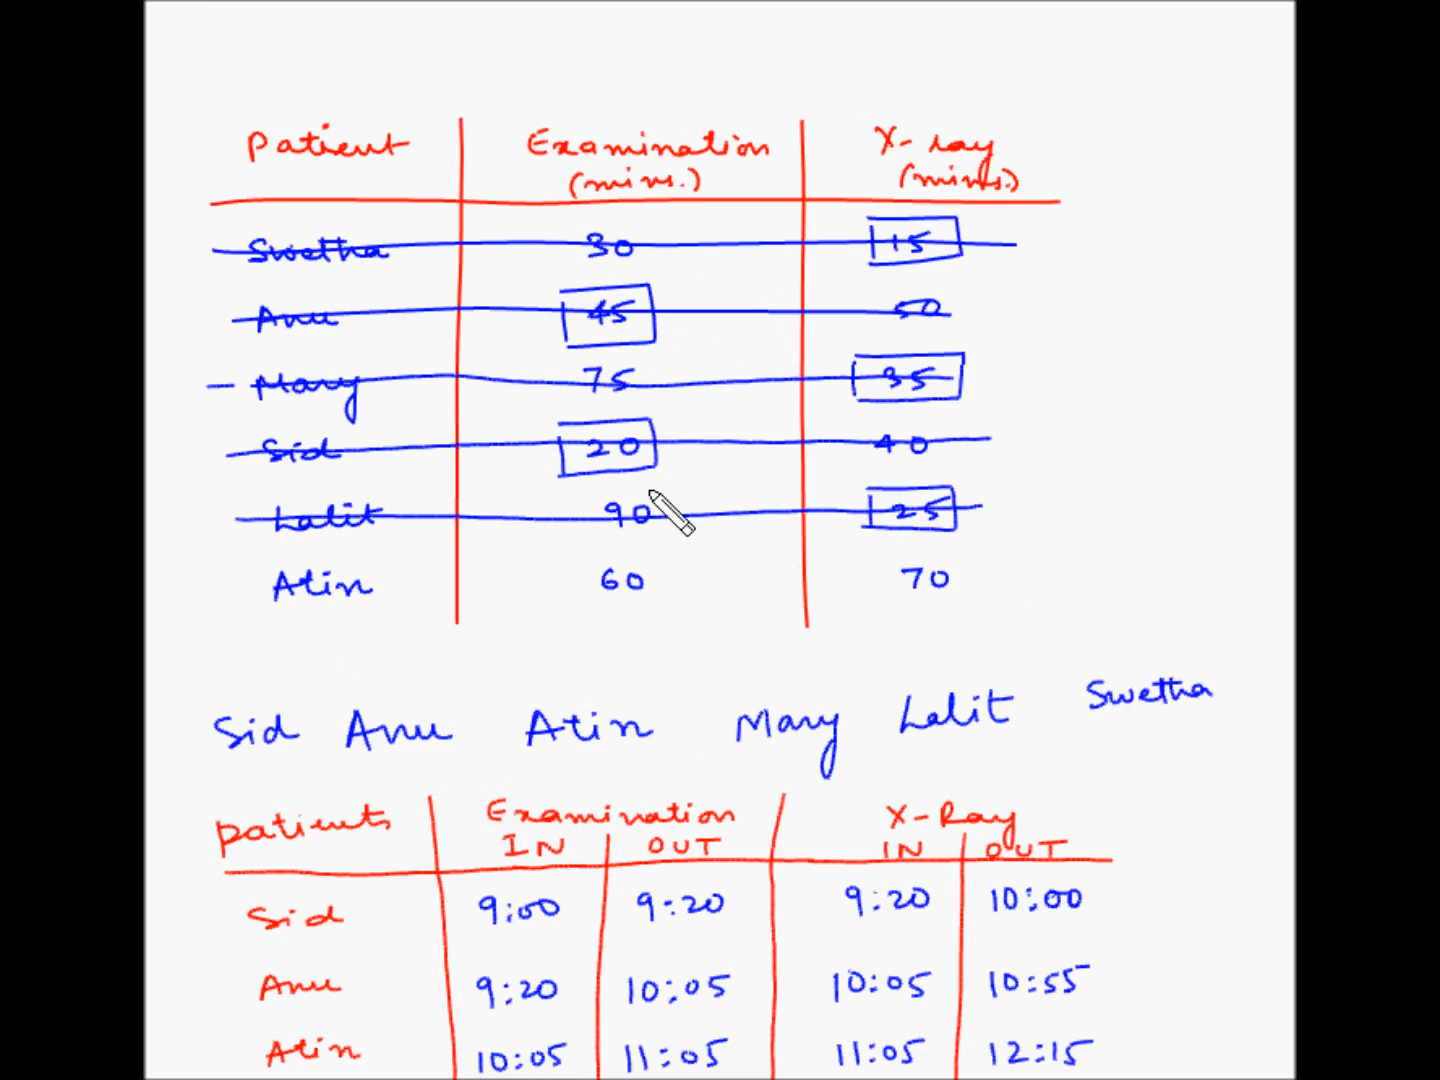 Patient Examination X-ray
(mins.) (mins.)
Swetha 30 15
Anu 45 50
Mary 75 35
Sid 20 40
Lalit 90 25
Atin 60 70
Sid Anu Atin Mary Lalit Swetha
Patients Examination X-Ray
IN OUT IN OUT
Sid 9:00 9:20 9:20 10:00
Anu 9:20 10:05 10:05 10:55
Atin 10:05 11:05 11:05 12:15